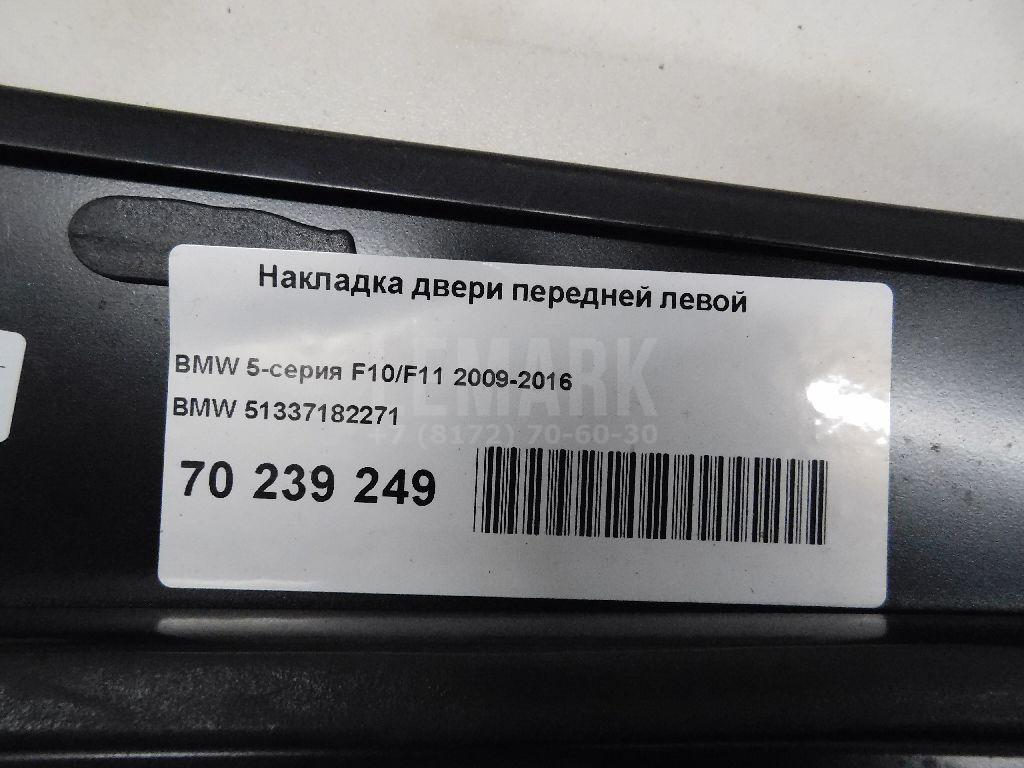 Накладка двери передней левой
BMW 5-серия F10/F11 2009-2016
BMW 51337182271
70 239 249
LEMARK
+7 (8172) 70-60-30